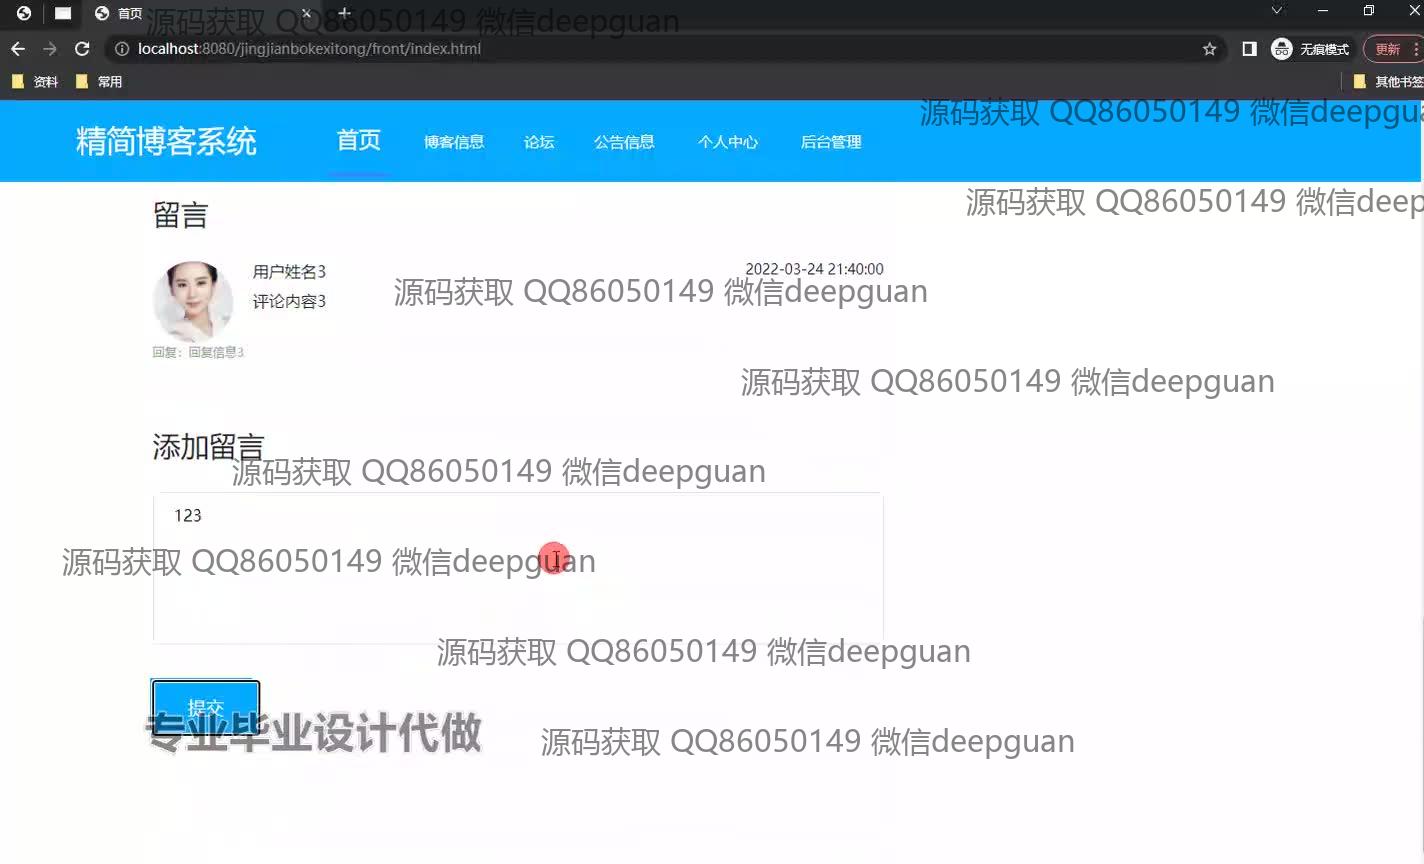 首页
源码获取 QQ86050149 微信deepguan
localhost:8080/jingjianbokexitong/front/index.html
无痕模式
更新
资料
常用
其他书签
源码获取 QQ86050149 微信deepgua
精简博客系统
首页
博客信息
论坛
公告信息
个人中心
后台管理
源码获取 QQ86050149 微信deep
留言
用户姓名3
2022-03-24 21:40:00
评论内容3
源码获取 QQ86050149 微信deepguan
回复：回复信息3
源码获取 QQ86050149 微信deepguan
添加留言
源码获取 QQ86050149 微信deepguan
123
源码获取 QQ86050149 微信deepguan
源码获取 QQ86050149 微信deepguan
提交
专业毕业设计代做
源码获取 QQ86050149 微信deepguan